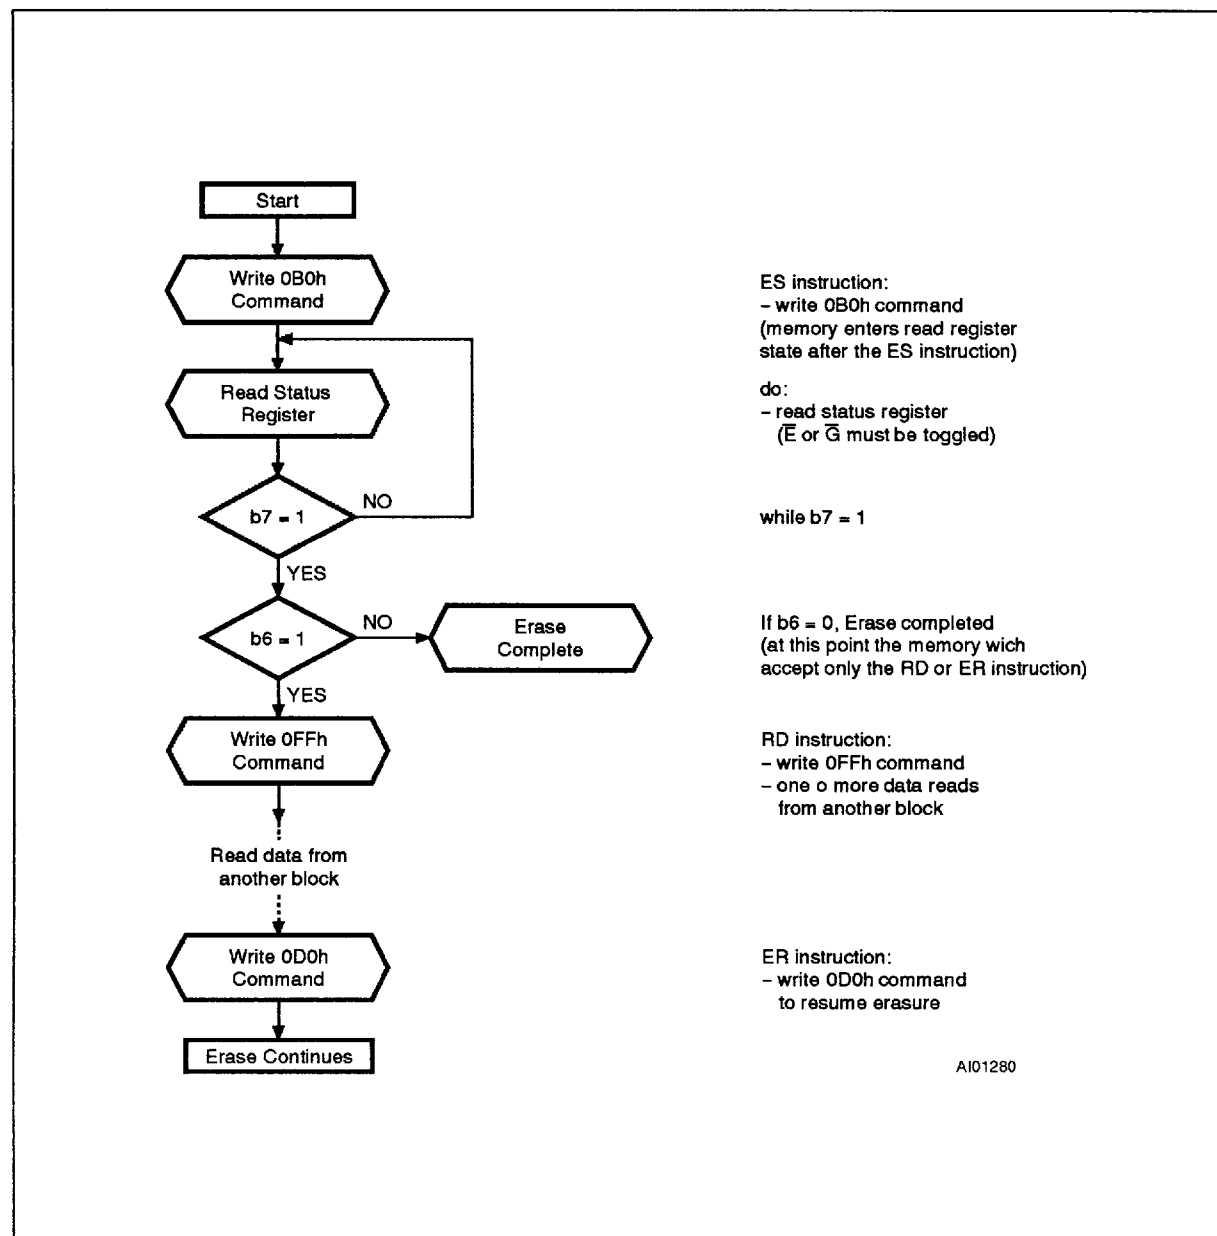 Start
Write 0B0h
Command
ES instruction:
– write 0B0h command
(memory enters read register
state after the ES instruction)
Read Status
Register
do:
– read status register
(E̅ or G̅ must be toggled)
b7 = 1
NO
while b7 = 1
YES
b6 = 1
NO
Erase
Complete
If b6 = 0, Erase completed
(at this point the memory wich
accept only the RD or ER instruction)
YES
Write 0FFh
Command
RD instruction:
– write 0FFh command
– one o more data reads
from another block
Read data from
another block
Write 0D0h
Command
ER instruction:
– write 0D0h command
to resume erasure
Erase Continues
AI01280